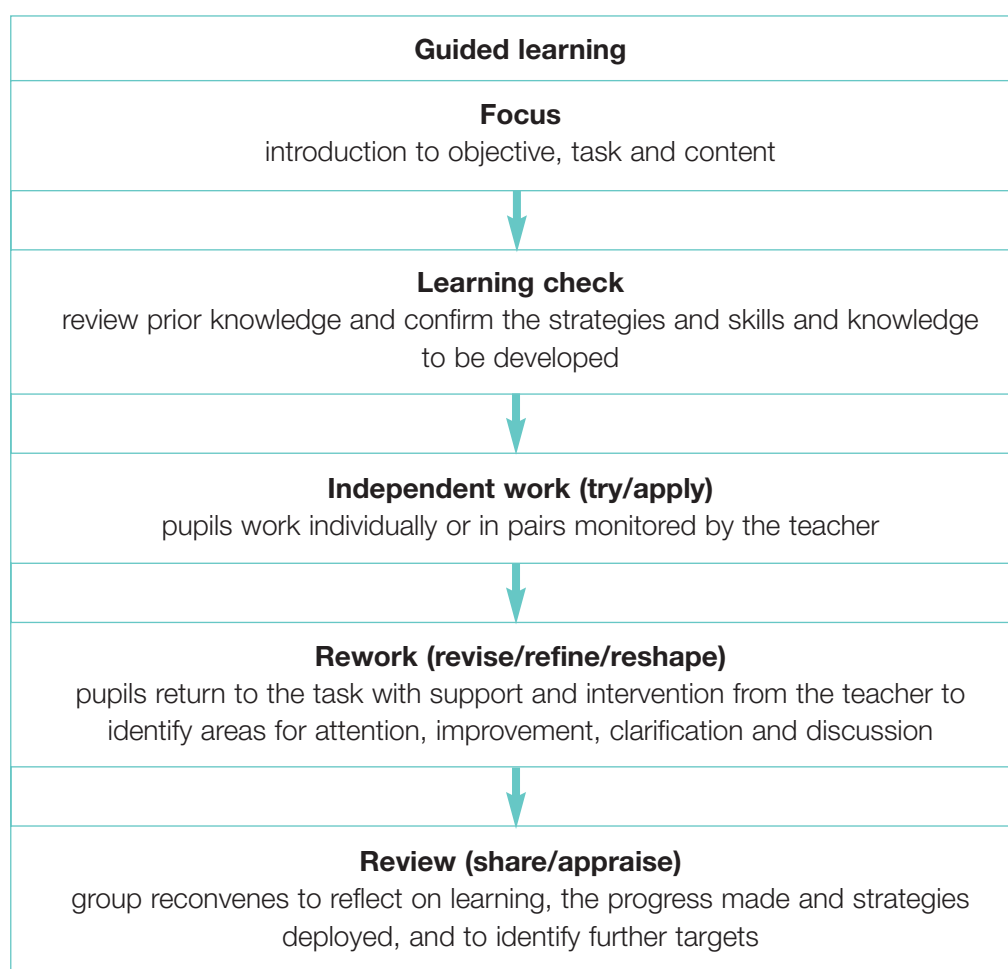 Guided learning
Focus
introduction to objective, task and content
Learning check
review prior knowledge and confirm the strategies and skills and knowledge
to be developed
Independent work (try/apply)
pupils work individually or in pairs monitored by the teacher
Rework (revise/refine/reshape)
pupils return to the task with support and intervention from the teacher to
identify areas for attention, improvement, clarification and discussion
Review (share/appraise)
group reconvenes to reflect on learning, the progress made and strategies
deployed, and to identify further targets